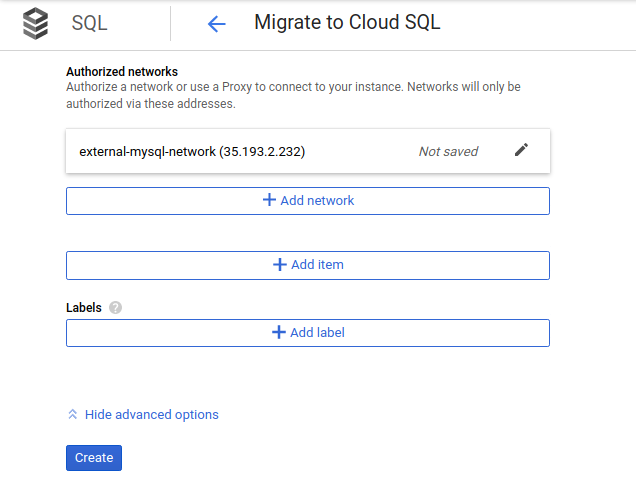 SQL
Migrate to Cloud SQL
Authorized networks
Authorize a network or use a Proxy to connect to your instance. Networks will only be
authorized via these addresses.
external-mysql-network (35.193.2.232)
Not saved
+ Add network
+ Add item
Labels ?
+ Add label
Hide advanced options
Create